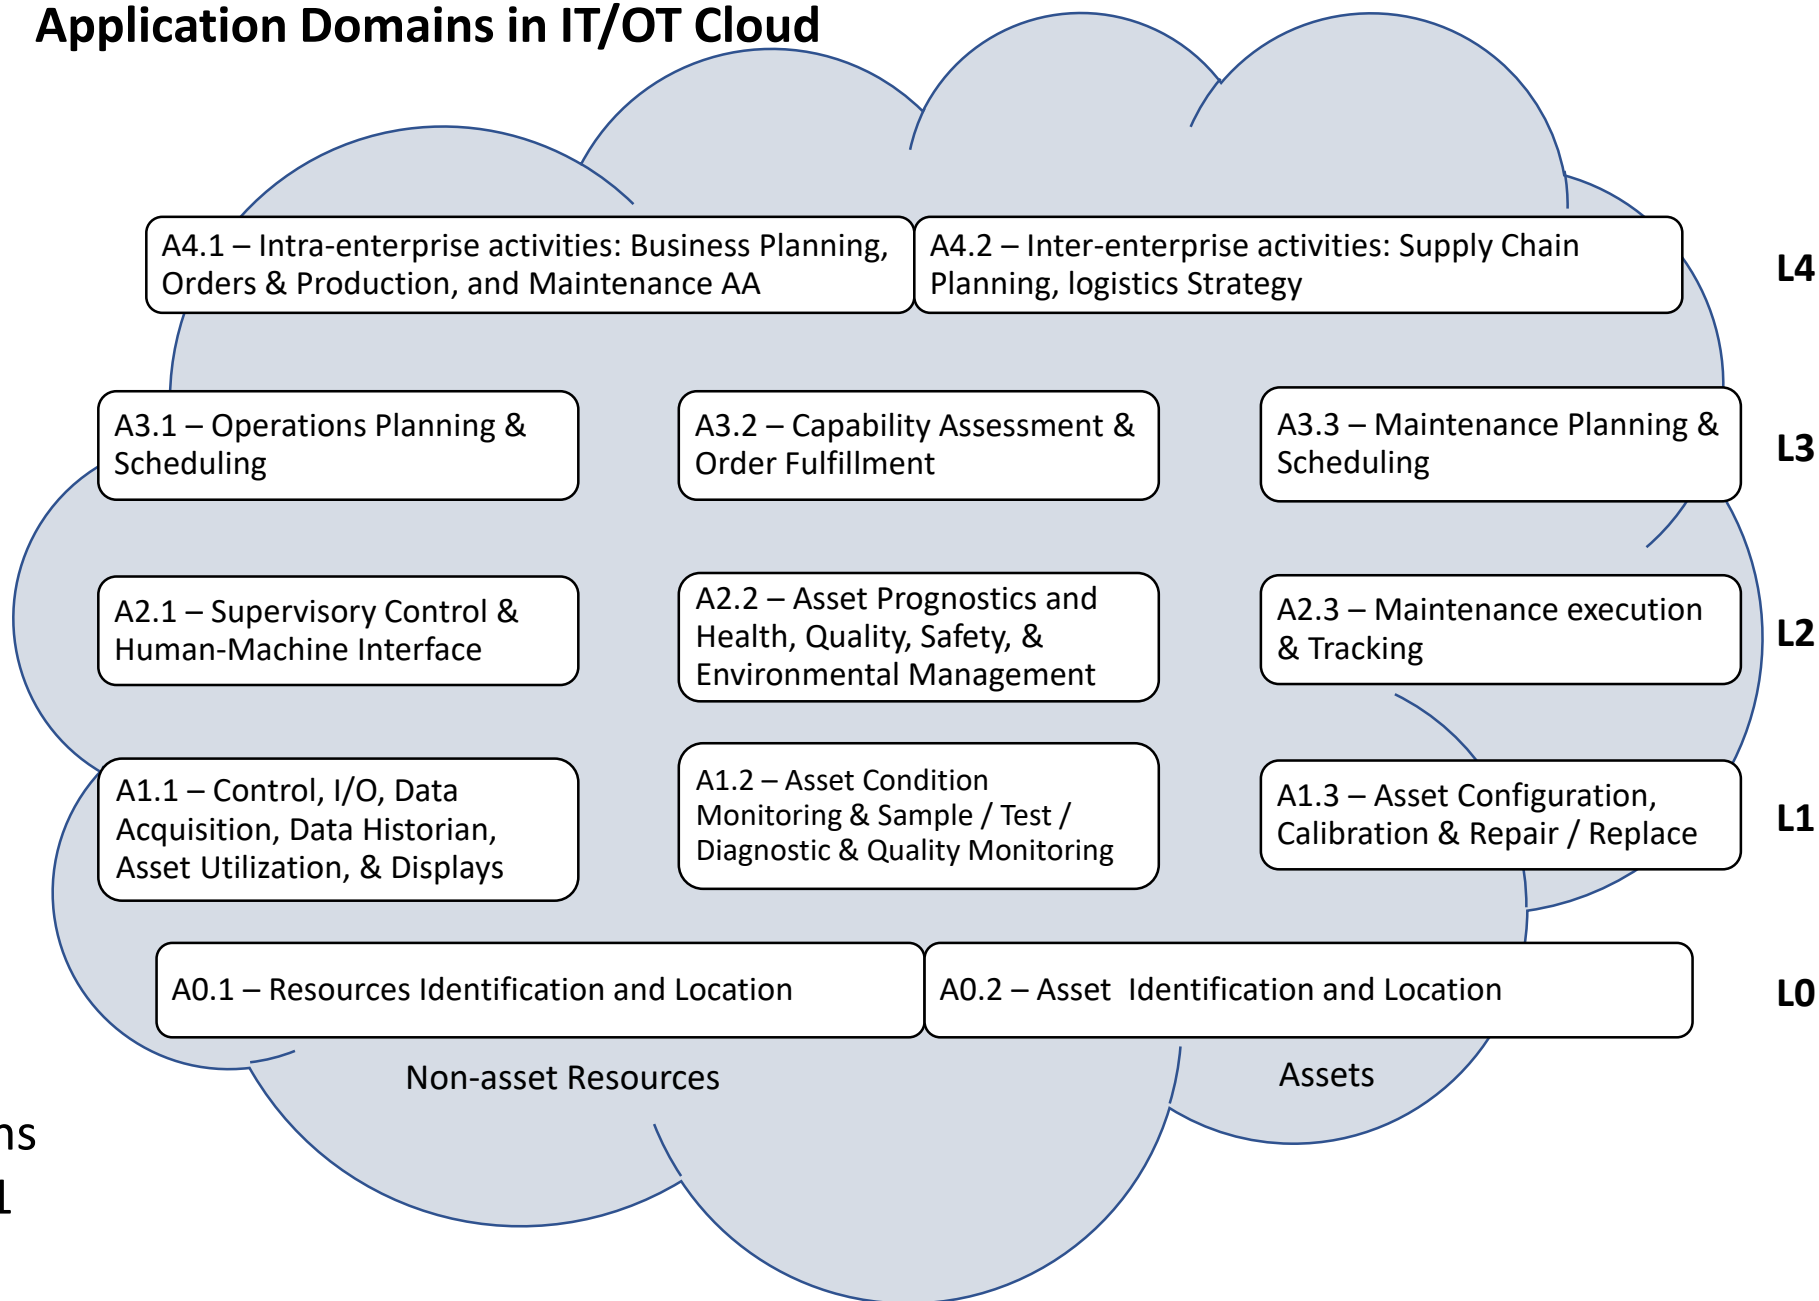 Application Domains in IT/OT Cloud
A4.1 – Intra-enterprise activities: Business Planning,
Orders & Production, and Maintenance AA
A4.2 – Inter-enterprise activities: Supply Chain
Planning, logistics Strategy
L4
A3.1 – Operations Planning &
Scheduling
A3.2 – Capability Assessment &
Order Fulfillment
A3.3 – Maintenance Planning &
Scheduling
L3
A2.1 – Supervisory Control &
Human-Machine Interface
A2.2 – Asset Prognostics and
Health, Quality, Safety, &
Environmental Management
A2.3 – Maintenance execution
& Tracking
L2
A1.1 – Control, I/O, Data
Acquisition, Data Historian,
Asset Utilization, & Displays
A1.2 – Asset Condition
Monitoring & Sample / Test /
Diagnostic & Quality Monitoring
A1.3 – Asset Configuration,
Calibration & Repair / Replace
L1
A0.1 – Resources Identification and Location
A0.2 – Asset  Identification and Location
L0
Non-asset Resources
Assets